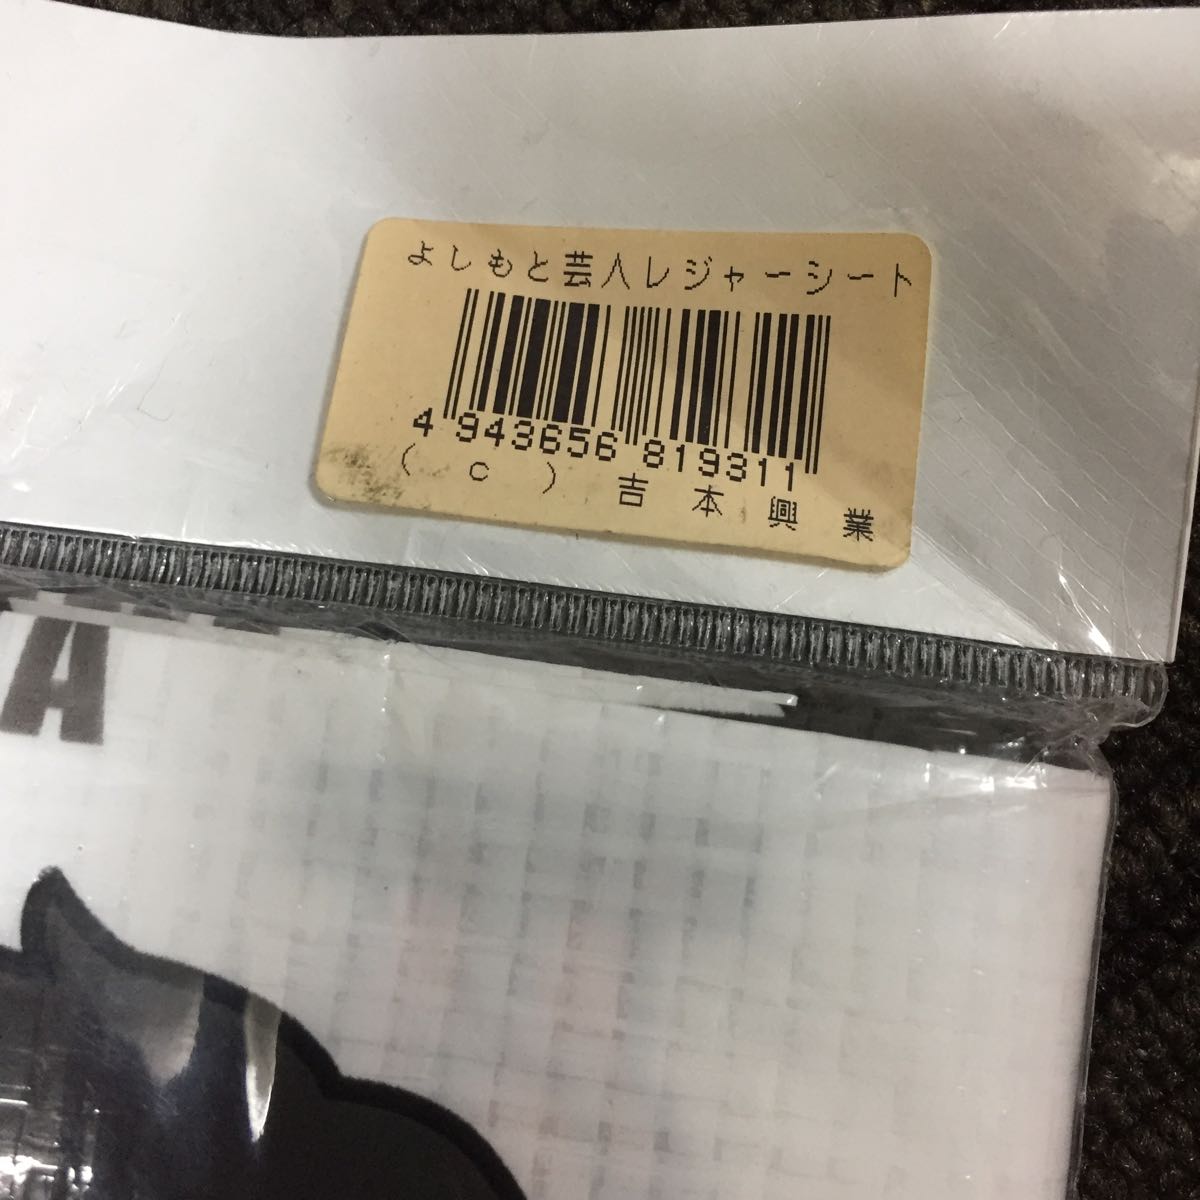 よしもと芸人レジャーシート
4 943656 819311
(c)吉本興業
A